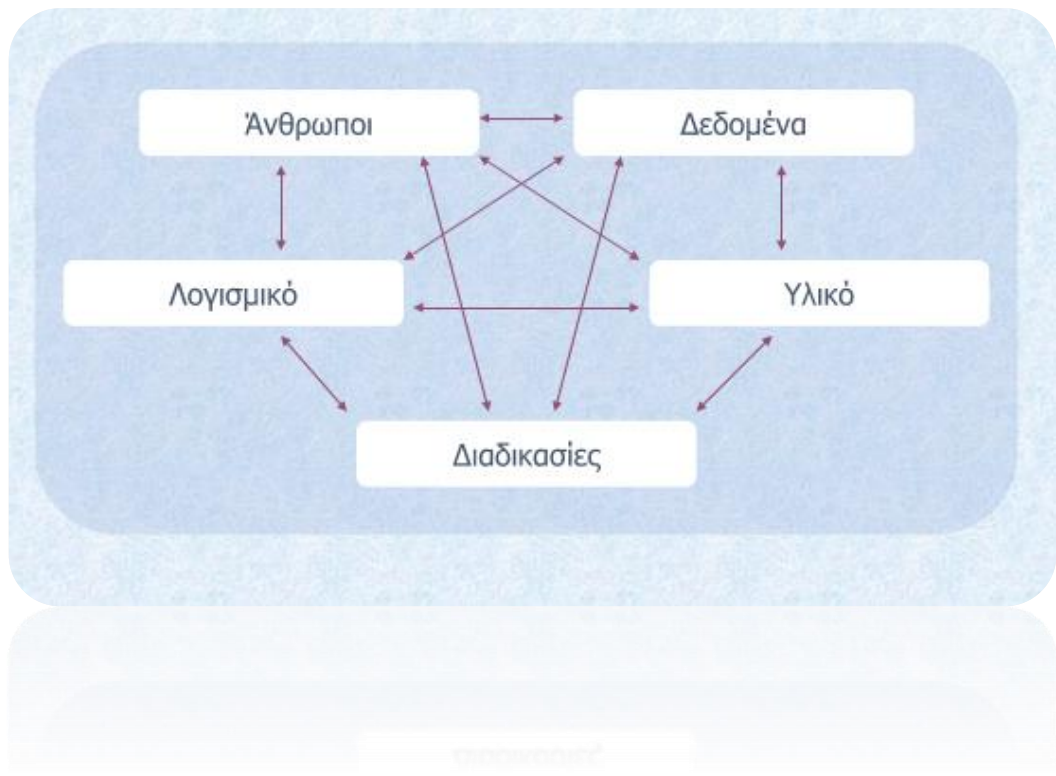 Άνθρωποι
Δεδομένα
Λογισμικό
Υλικό
Διαδικασίες